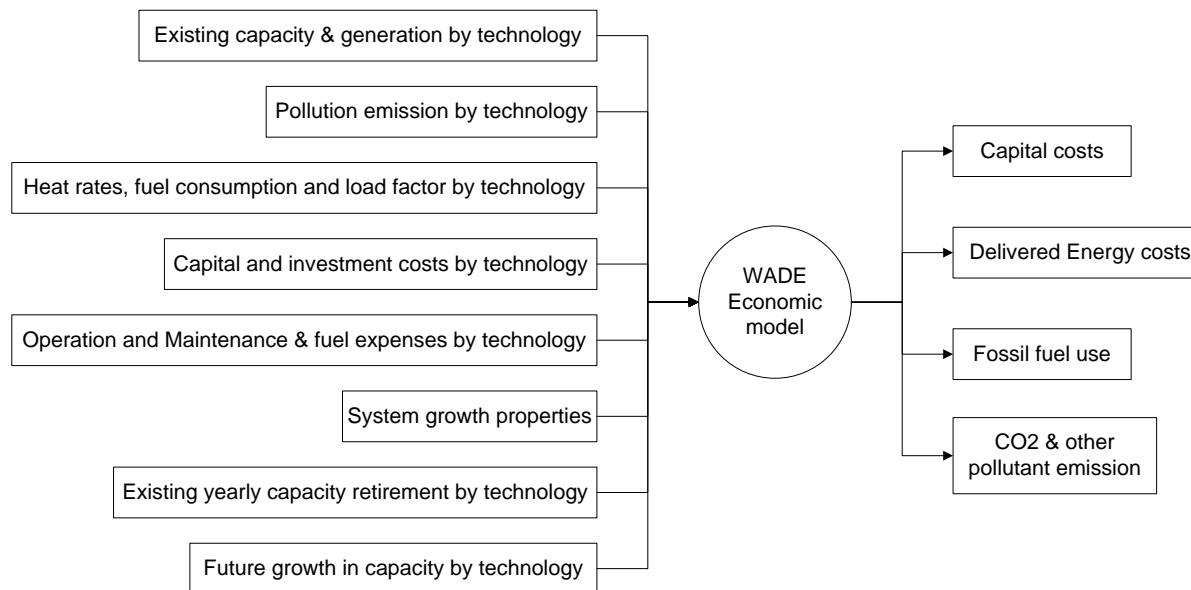 Existing capacity & generation by technology
Pollution emission by technology
Heat rates, fuel consumption and load factor by technology
Capital and investment costs by technology
Operation and Maintenance & fuel expenses by technology
System growth properties
Existing yearly capacity retirement by technology
Future growth in capacity by technology
WADE
Economic
model
Capital costs
Delivered Energy costs
Fossil fuel use
CO2 & other
pollutant emission